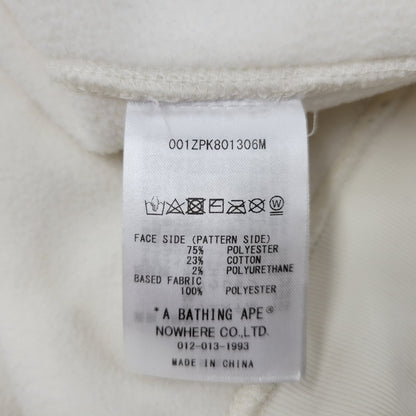 001ZPK801306M
W
FACE SIDE (PATTERN SIDE)
75% POLYESTER
23% COTTON
2% POLYURETHANE
BASED FABRIC
100% POLYESTER
*A BATHING APE®
NOWHERE CO.,LTD.
012-013-1993
MADE IN CHINA